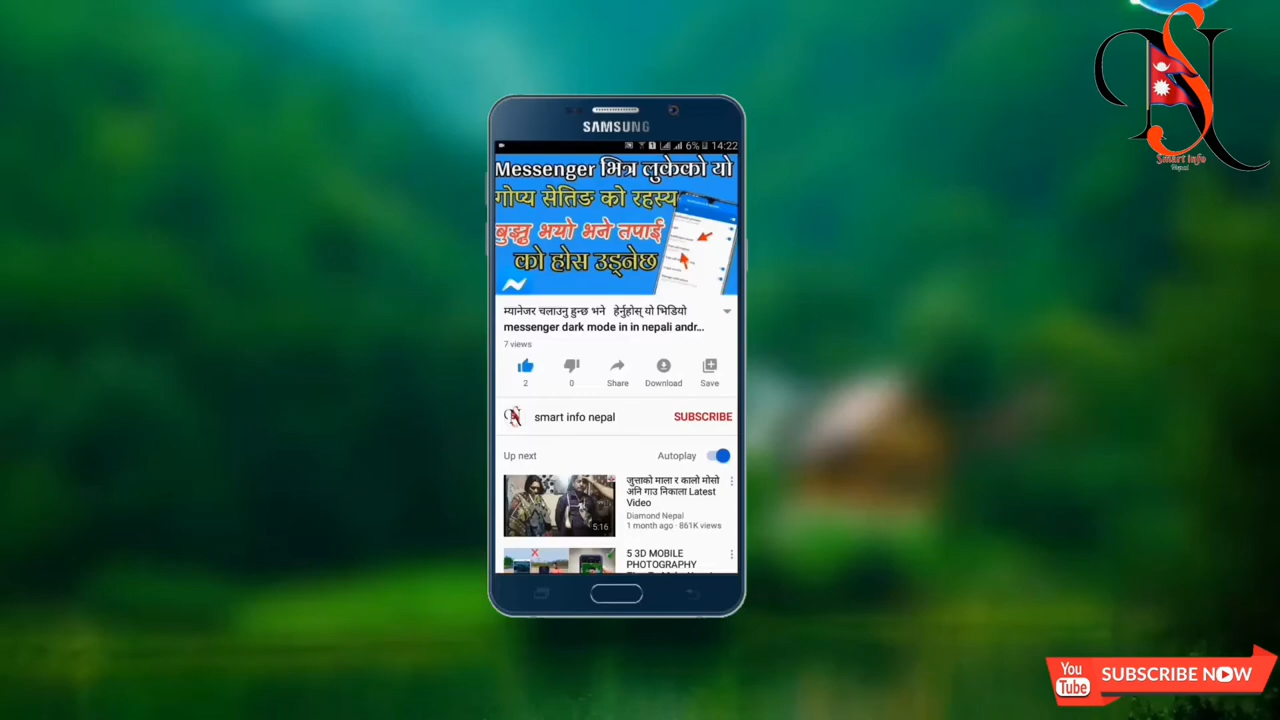 Smart info
Nepal
SAMSUNG
6% 14:22
Messenger भित्र लुकेको यो
गोप्य सेतिङ को रहस्य
बुझ्नु भयो भने तपाई
को होस उड्नेछ
म्यानेजर चलाउनु हुन्छ भने हेर्नुहोस् यो भिडियो
messenger dark mode in in nepali andr...
7 views
2
0
Share
Download
Save
smart info nepal
SUBSCRIBE
Up next
Autoplay
5:16
जुत्ताको माला र कालो मोसो
अनि गाउ निकाला Latest
Video
Diamond Nepal
1 month ago · 861K views
5 3D MOBILE
PHOTOGRAPHY
You
Tube
SUBSCRIBE NOW